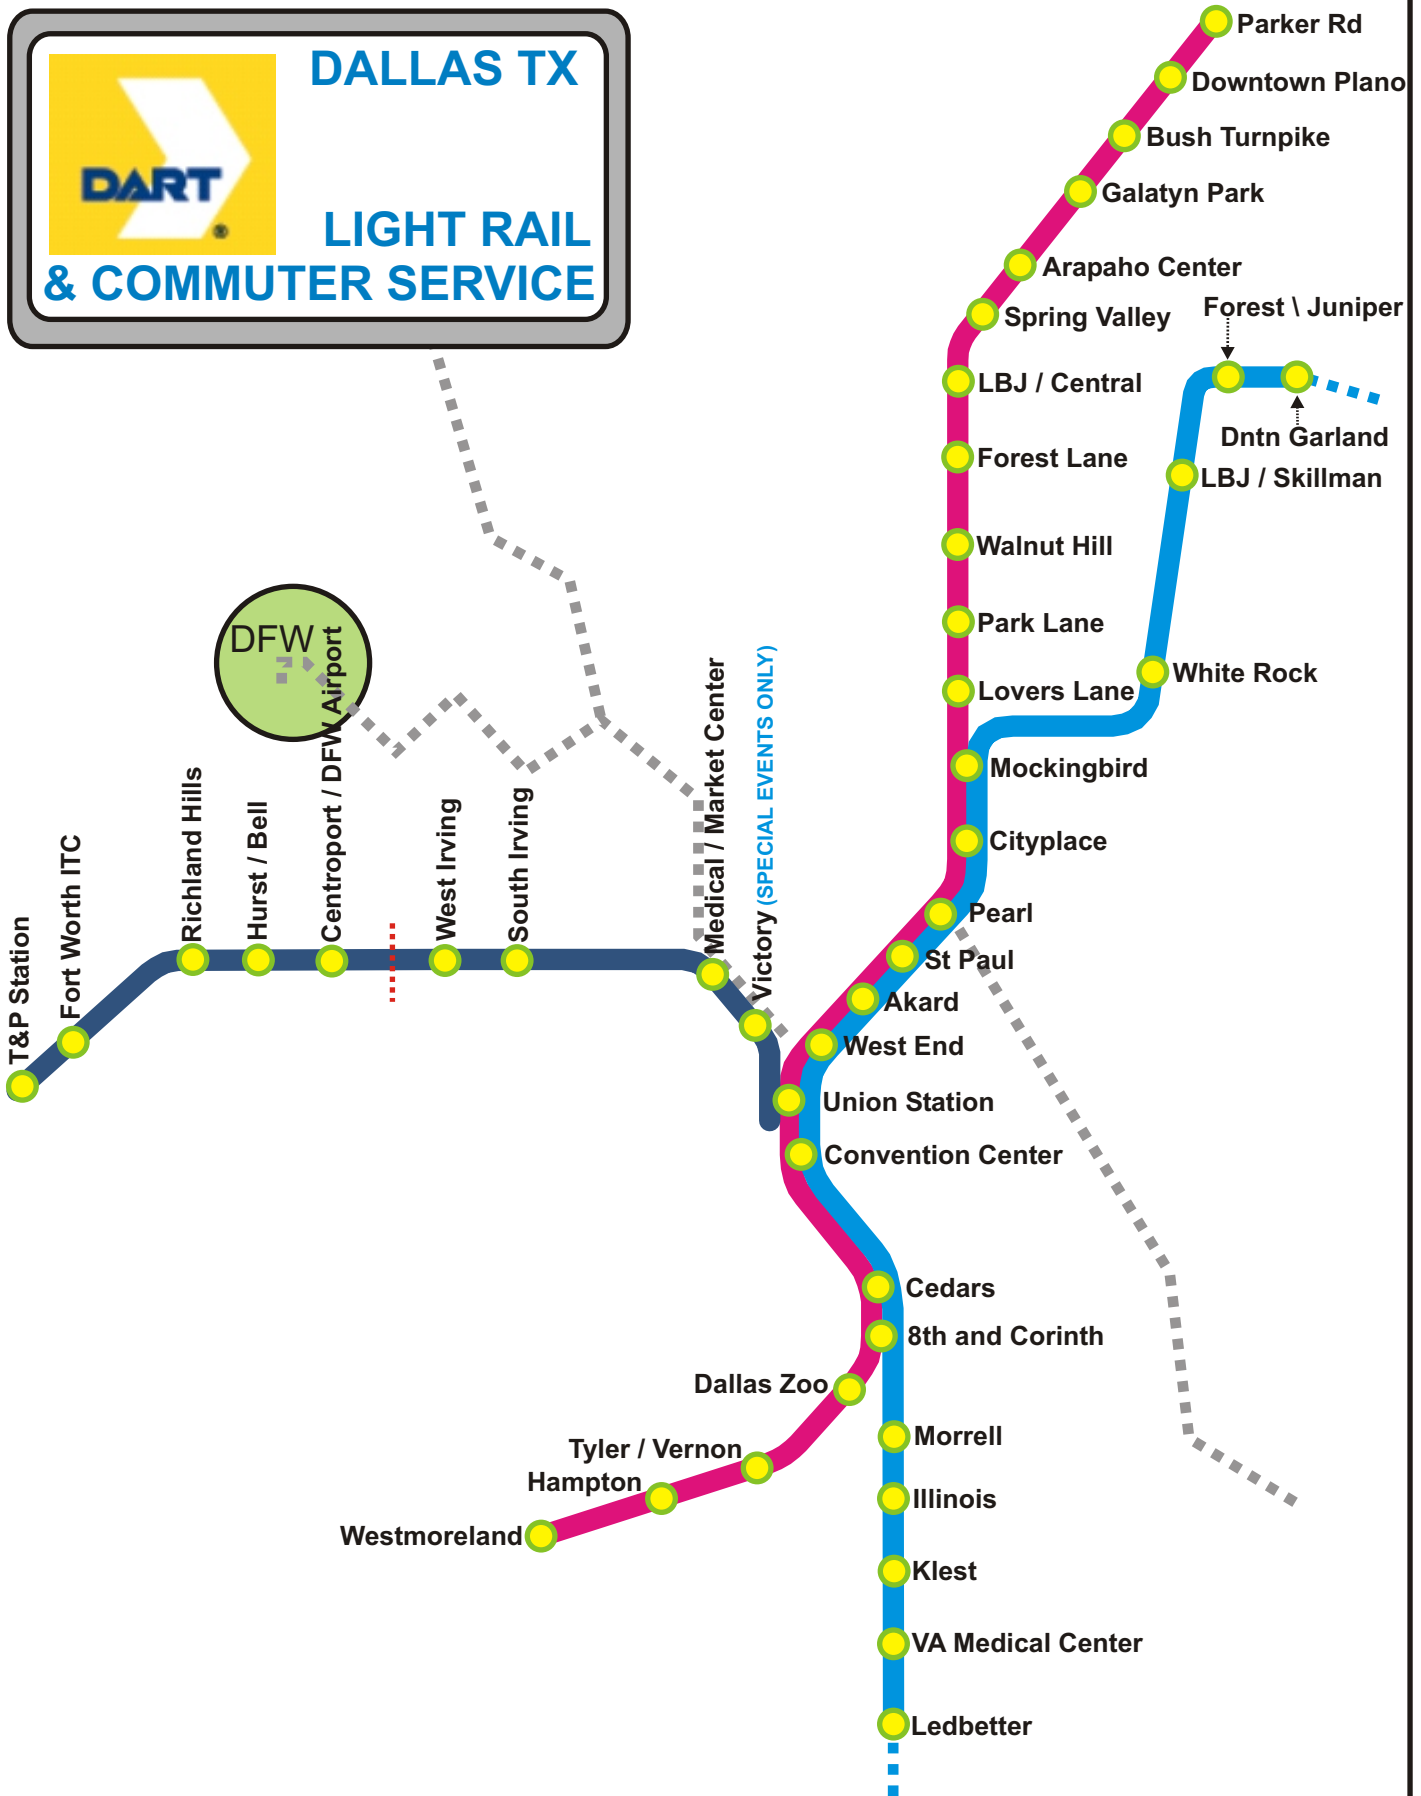 DALLAS TX
DART
®
LIGHT RAIL
& COMMUTER SERVICE
Parker Rd
Downtown Plano
Bush Turnpike
Galatyn Park
Arapaho Center
Spring Valley
Forest \ Juniper
LBJ / Central
Dntn Garland
Forest Lane
LBJ / Skillman
Walnut Hill
Park Lane
White Rock
Lovers Lane
Mockingbird
Cityplace
Pearl
St Paul
Akard
West End
Union Station
Convention Center
DFW
T&P Station
Fort Worth ITC
Richland Hills
Hurst / Bell
Centroport / DFW Airport
West Irving
South Irving
Medical / Market Center
Victory (SPECIAL EVENTS ONLY)
Cedars
8th and Corinth
Dallas Zoo
Tyler / Vernon
Hampton
Westmoreland
Morrell
Illinois
Klest
VA Medical Center
Ledbetter